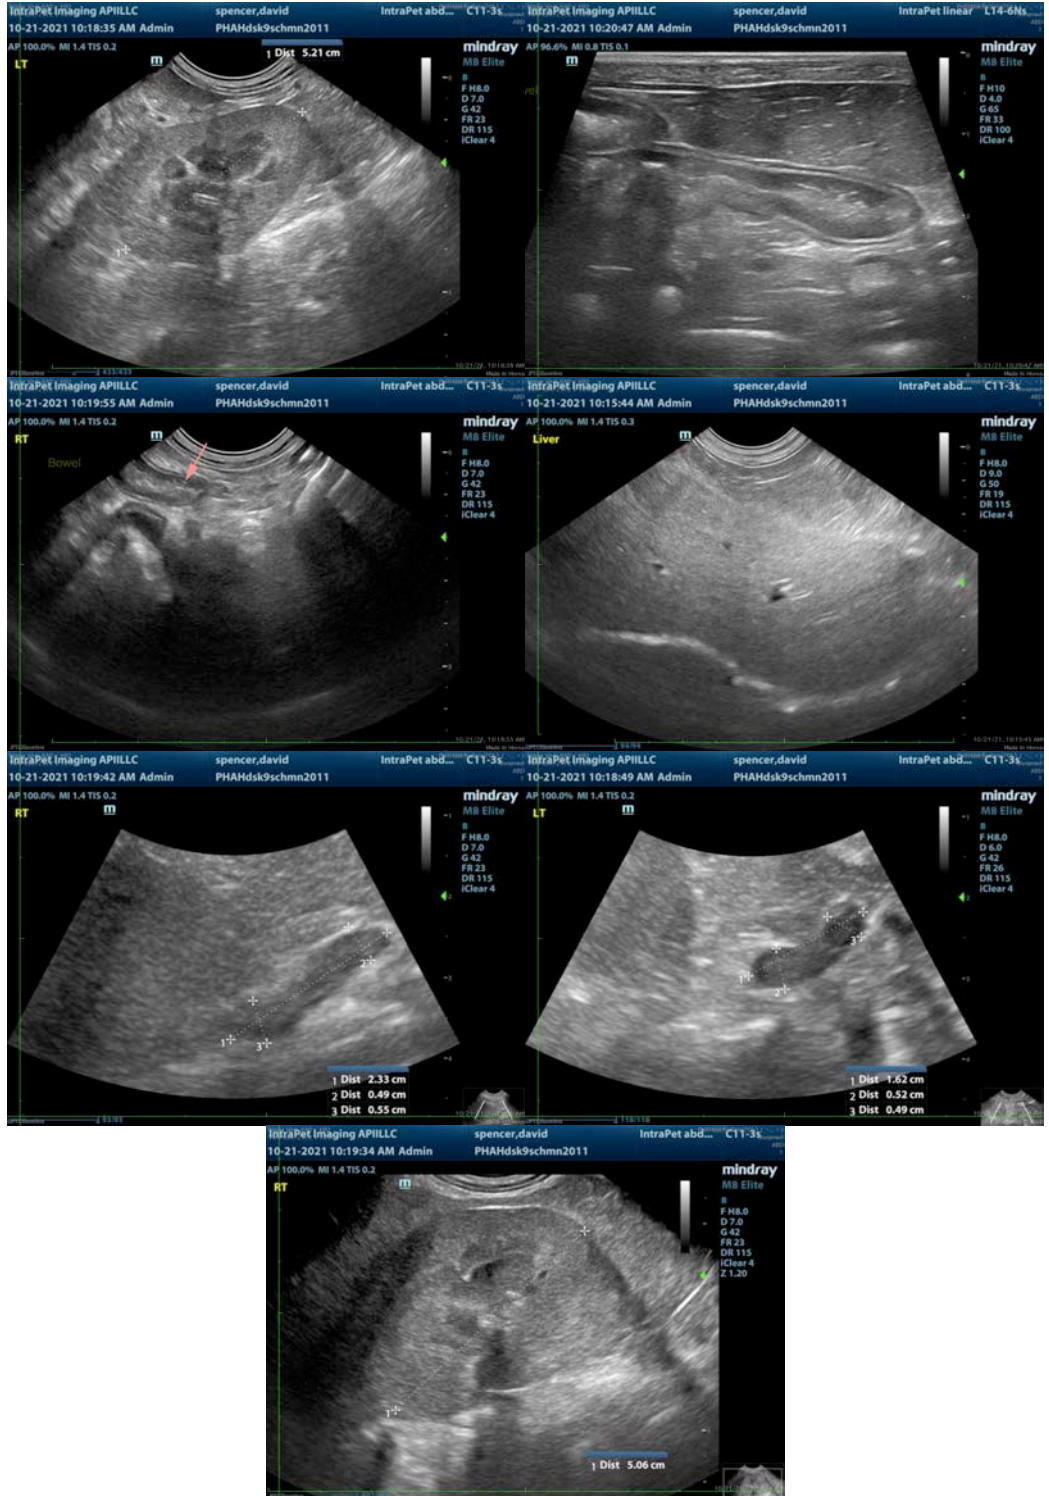 IntraPet Imaging APIILLC spencer,david IntraPet abd... C11-3s
10-21-2021 10:18:35 AM Admin PHAHdsk9schmn2011
AP 100.0% MI 1.4 TIS 0.2
1 Dist 5.21 cm
LT
m
mindray
M8 Elite
B
F H8.0
D 7.0
G 42
FR 23
DR 115
iClear 4
1
433/433
IntraPet Imaging APIILLC spencer,david IntraPet linear L14-6Ns
10-21-2021 10:20:47 AM Admin PHAHdsk9schmn2011
AP 96.6% MI 0.8 TIS 0.1
m
mindray
M8 Elite
B
F H10
D 4.0
G 65
FR 33
DR 100
iClear 4
IntraPet Imaging APIILLC spencer,david IntraPet abd... C11-3s
10-21-2021 10:19:55 AM Admin PHAHdsk9schmn2011
AP 100.0% MI 1.4 TIS 0.2
RT
m
Bowel
mindray
M8 Elite
B
F H8.0
D 7.0
G 42
FR 23
DR 115
iClear 4
IntraPet Imaging APIILLC spencer,david IntraPet abd... C11-3s
10-21-2021 10:15:44 AM Admin PHAHdsk9schmn2011
AP 100.0% MI 1.4 TIS 0.3
Liver
m
mindray
M8 Elite
B
F H8.0
D 9.0
G 50
FR 19
DR 115
iClear 4
94/94
IntraPet Imaging APIILLC spencer,david IntraPet abd... C11-3s
10-21-2021 10:19:42 AM Admin PHAHdsk9schmn2011
AP 100.0% MI 1.4 TIS 0.2
RT
m
mindray
M8 Elite
B
F H8.0
D 7.0
G 42
FR 23
DR 115
iClear 4
2
1
3
1 Dist 2.33 cm
2 Dist 0.49 cm
3 Dist 0.55 cm
93/93
IntraPet Imaging APIILLC spencer,david IntraPet abd... C11-3s
10-21-2021 10:18:49 AM Admin PHAHdsk9schmn2011
AP 100.0% MI 1.4 TIS 0.2
LT
m
mindray
M8 Elite
B
F H8.0
D 6.0
G 42
FR 26
DR 115
iClear 4
3
1
2
1 Dist 1.62 cm
2 Dist 0.52 cm
3 Dist 0.49 cm
118/118
IntraPet Imaging APIILLC spencer,david IntraPet abd... C11-3s
10-21-2021 10:19:34 AM Admin PHAHdsk9schmn2011
AP 100.0% MI 1.4 TIS 0.2
RT
m
mindray
M8 Elite
B
F H8.0
D 7.0
G 42
FR 23
DR 115
iClear 4
Z 1.20
1
1 Dist 5.06 cm